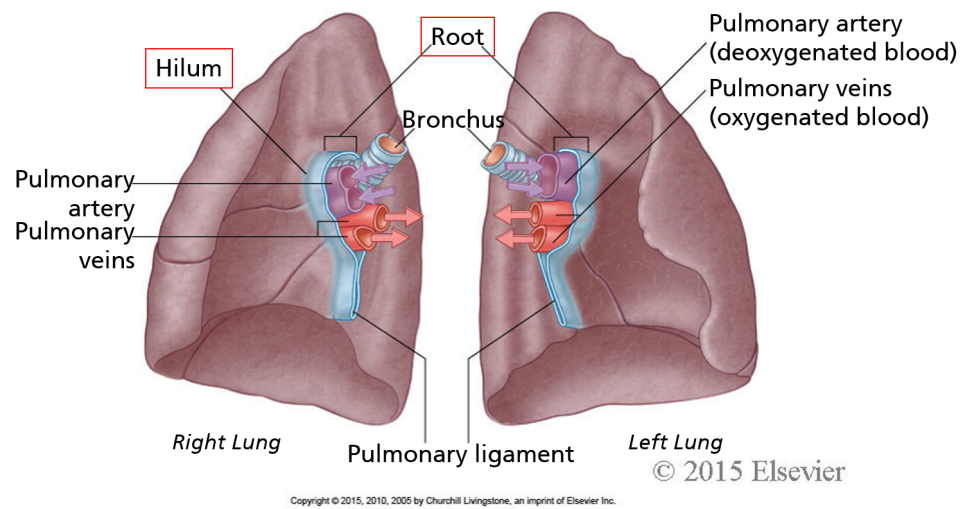 Root
Hilum
Pulmonary artery
(deoxygenated blood)
Pulmonary veins
(oxygenated blood)
Bronchus
Pulmonary
artery
Pulmonary
veins
Right Lung
Pulmonary ligament
Left Lung
© 2015 Elsevier
Copyright © 2015, 2010, 2005 by Churchill Livingstone, an imprint of Elsevier Inc.